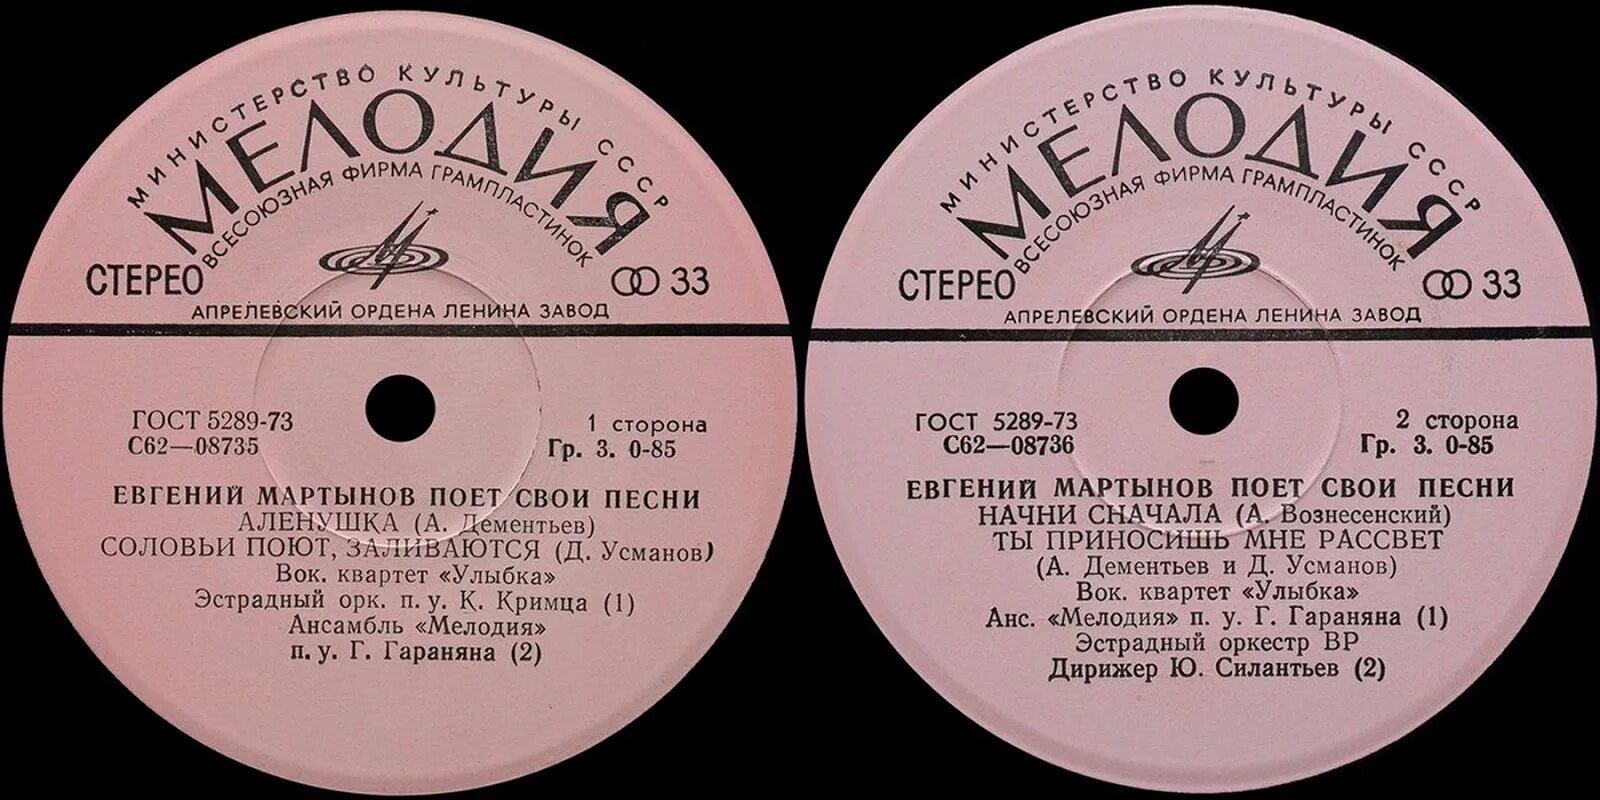 МИНИСТЕРСТВО КУЛЬТУРЫ СССР
МЕЛОДИЯ
ВСЕСОЮЗНАЯ ФИРМА ГРАМПЛАСТИНОК
СТЕРЕО 33
АПРЕЛЕВСКИЙ ОРДЕНА ЛЕНИНА ЗАВОД
ГОСТ 5289-73 1 сторона
С62—08735 Гр. 3. 0-85
ЕВГЕНИЙ МАРТЫНОВ ПОЕТ СВОИ ПЕСНИ
АЛЕНУШКА (А. Дементьев)
СОЛОВЬИ ПОЮТ, ЗАЛИВАЮТСЯ (Д. Усманов)
Вок. квартет «Улыбка»
Эстрадный орк. п. у. К. Кримца (1)
Ансамбль «Мелодия»
п. у. Г. Гараняна (2)
МИНИСТЕРСТВО КУЛЬТУРЫ СССР
МЕЛОДИЯ
ВСЕСОЮЗНАЯ ФИРМА ГРАМПЛАСТИНОК
СТЕРЕО 33
АПРЕЛЕВСКИЙ ОРДЕНА ЛЕНИНА ЗАВОД
ГОСТ 5289-73 2 сторона
С62—08736 Гр. 3. 0-85
ЕВГЕНИЙ МАРТЫНОВ ПОЕТ СВОИ ПЕСНИ
НАЧНИ СНАЧАЛА (А. Вознесенский)
ТЫ ПРИНОСИШЬ МНЕ РАССВЕТ
(А. Дементьев и Д. Усманов)
Вок. квартет «Улыбка»
Анс. «Мелодия» п. у. Г. Гараняна (1)
Эстрадный оркестр ВР
Дирижер Ю. Силантьев (2)